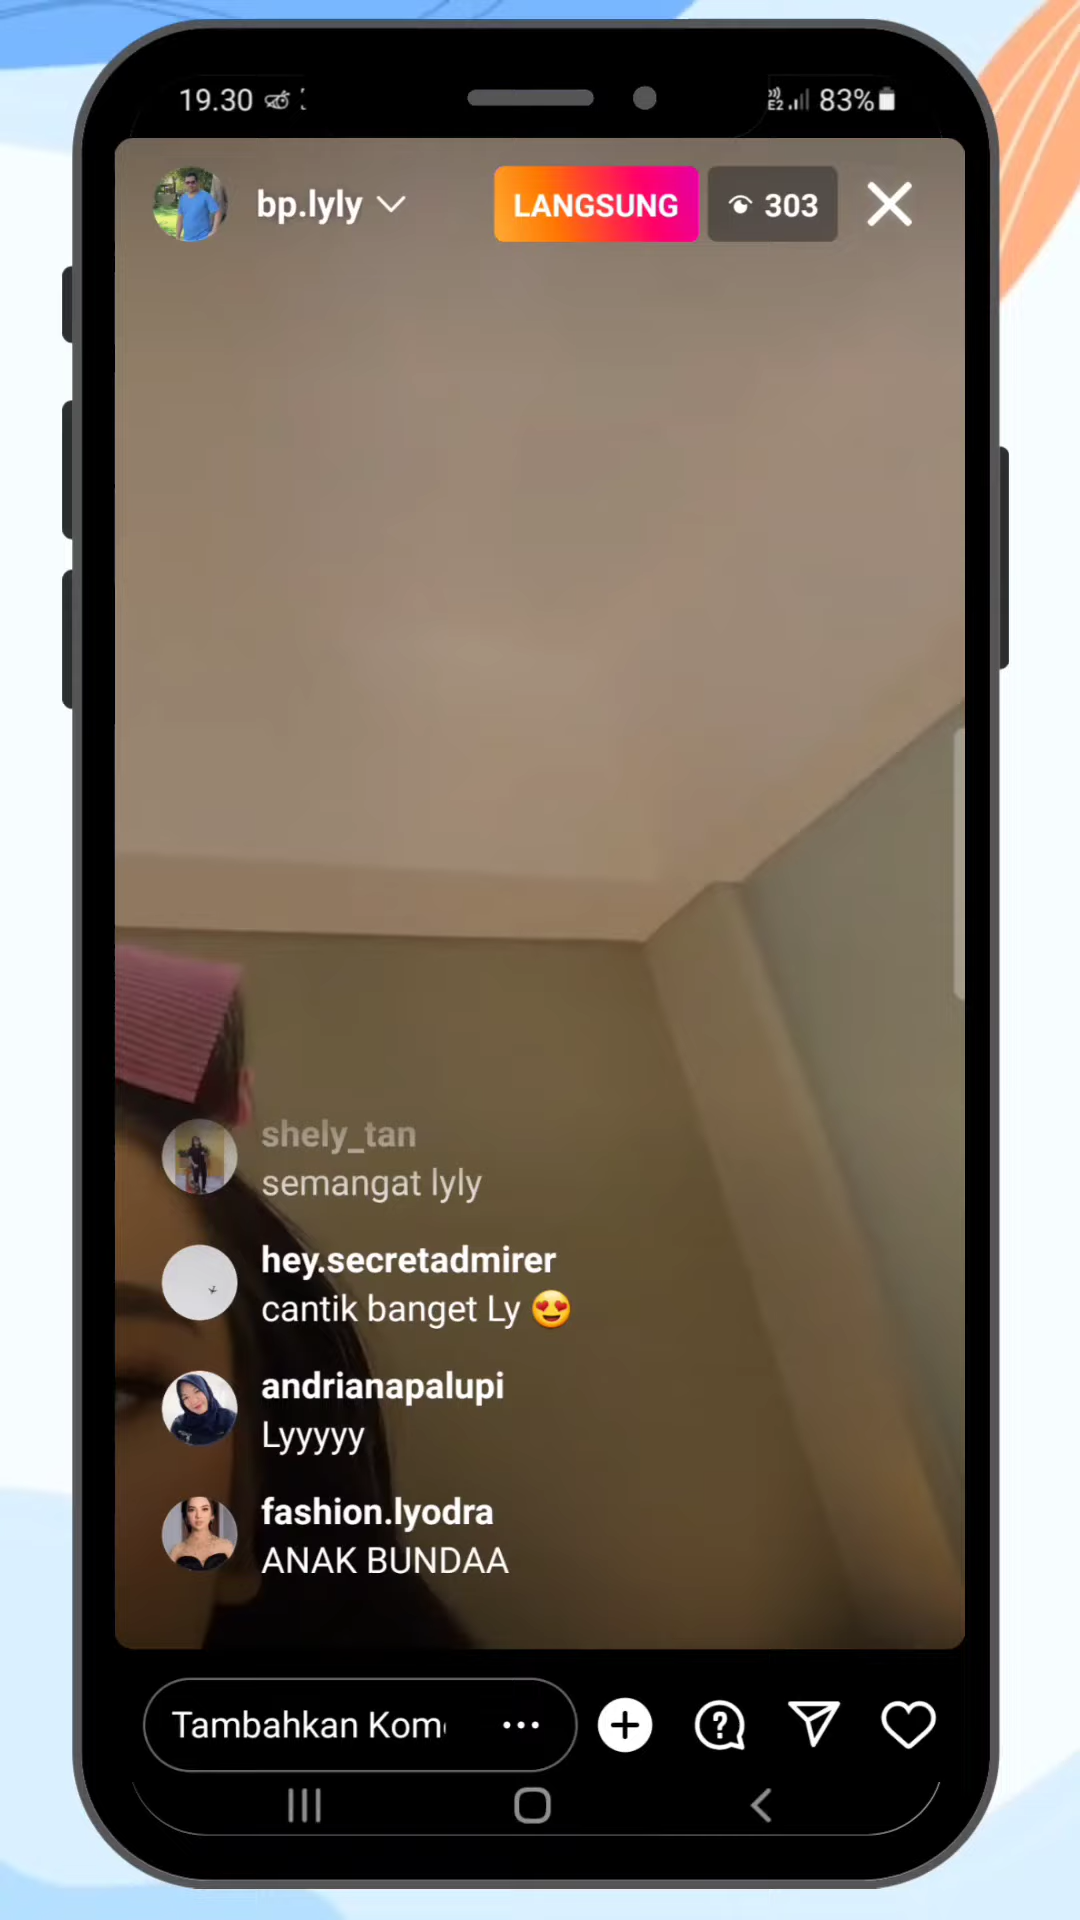 19.30
83%
bp.lyly
LANGSUNG
303
shely_tan
semangat lyly
hey.secretadmirer
cantik banget Ly 😍
andrianapalupi
Lyyyyy
fashion.lyodra
ANAK BUNDAA
Tambahkan Kom